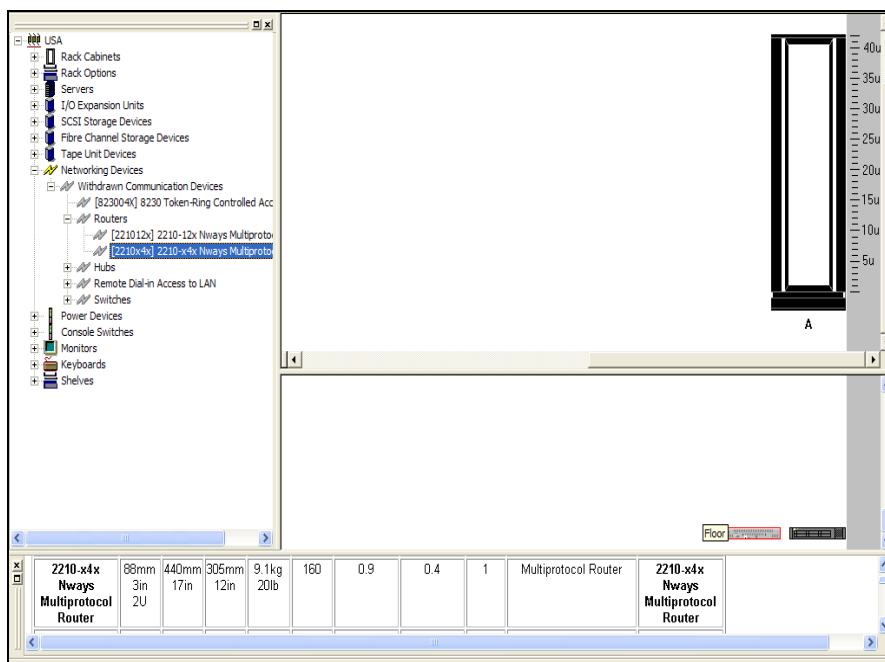 USA
Rack Cabinets
Rack Options
Servers
I/O Expansion Units
SCSI Storage Devices
Fibre Channel Storage Devices
Tape Unit Devices
Networking Devices
Withdrawn Communication Devices
[823004X] 8230 Token-Ring Controlled Acc
Routers
[221012x] 2210-12x Nways Multiproto
[2210x4x] 2210-x4x Nways Multiproto
Hubs
Remote Dial-in Access to LAN
Switches
Power Devices
Console Switches
Monitors
Keyboards
Shelves
40u
35u
30u
25u
20u
15u
10u
5u
A
Floor
2210-x4x Nways Multiprotocol Router
88mm 3in 2U
440mm 17in
305mm 12in
9.1kg 20lb
160
0.9
0.4
1
Multiprotocol Router
2210-x4x Nways Multiprotocol Router